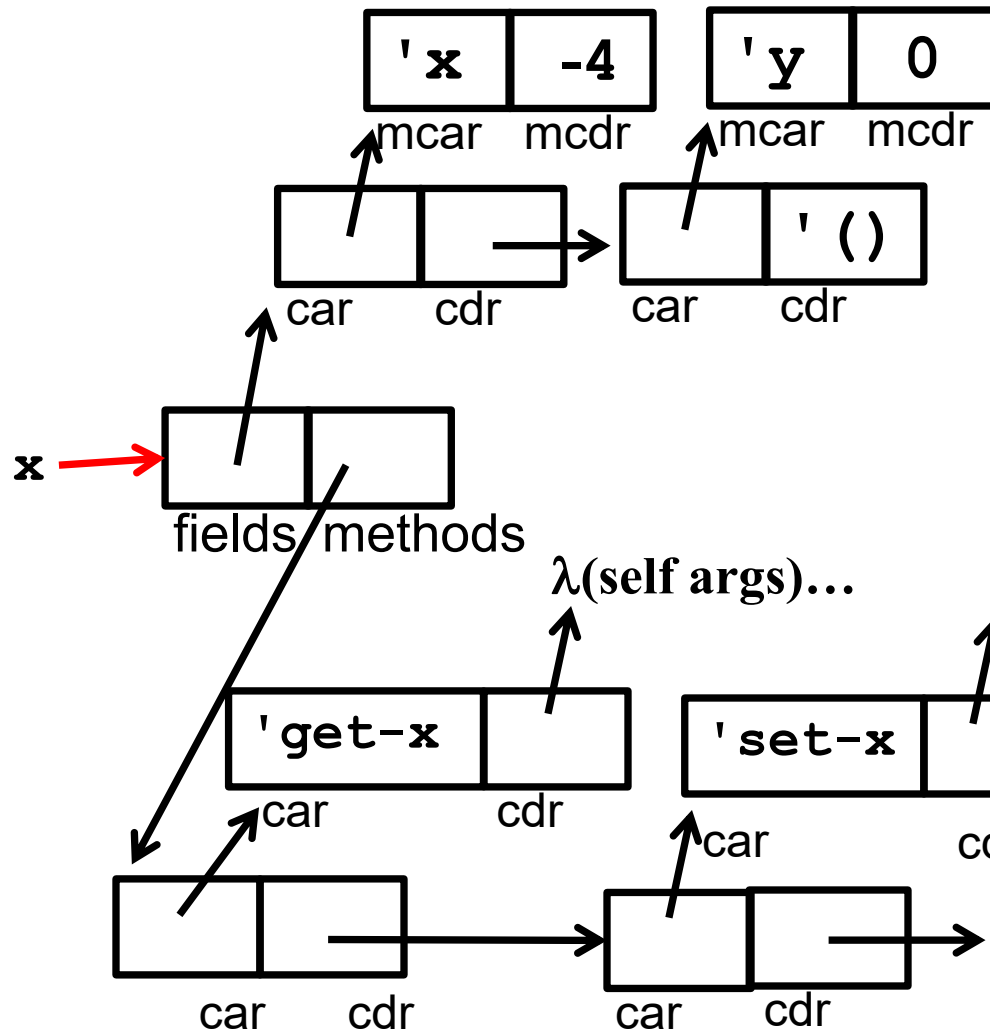 'x -4 'y 0
mcar mcdr mcar mcdr
'()
car cdr car cdr
x
fields methods
λ(self args)…
'get-x 'set-x
car cdr
car cd
car cdr car cdr